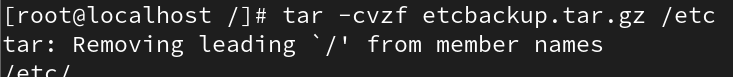 [root@localhost /]# tar -cvzf etcbackup.tar.gz /etc
tar: Removing leading `/' from member names
/etc/